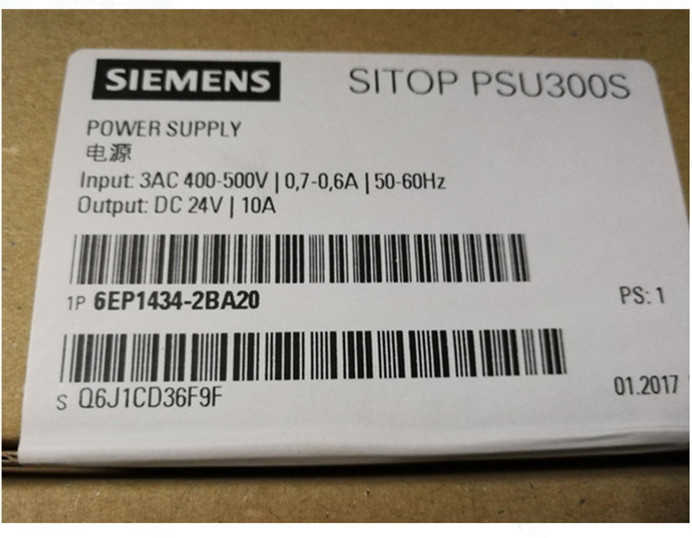 SIEMENS SITOP PSU300S
POWER SUPPLY
电源
Input: 3AC 400-500V | 0,7-0,6A | 50-60Hz
Output: DC 24V | 10A
1P 6EP1434-2BA20 PS: 1
S Q6J1CD36F9F 01.2017